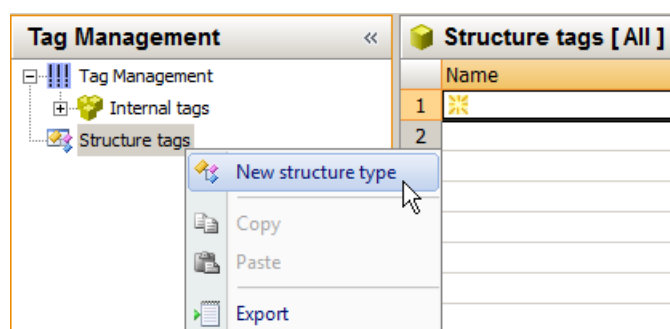 Tag Management «
Structure tags [ All ]
Tag Management
Name
Internal tags
1
Structure tags
2
New structure type
Copy
Paste
Export